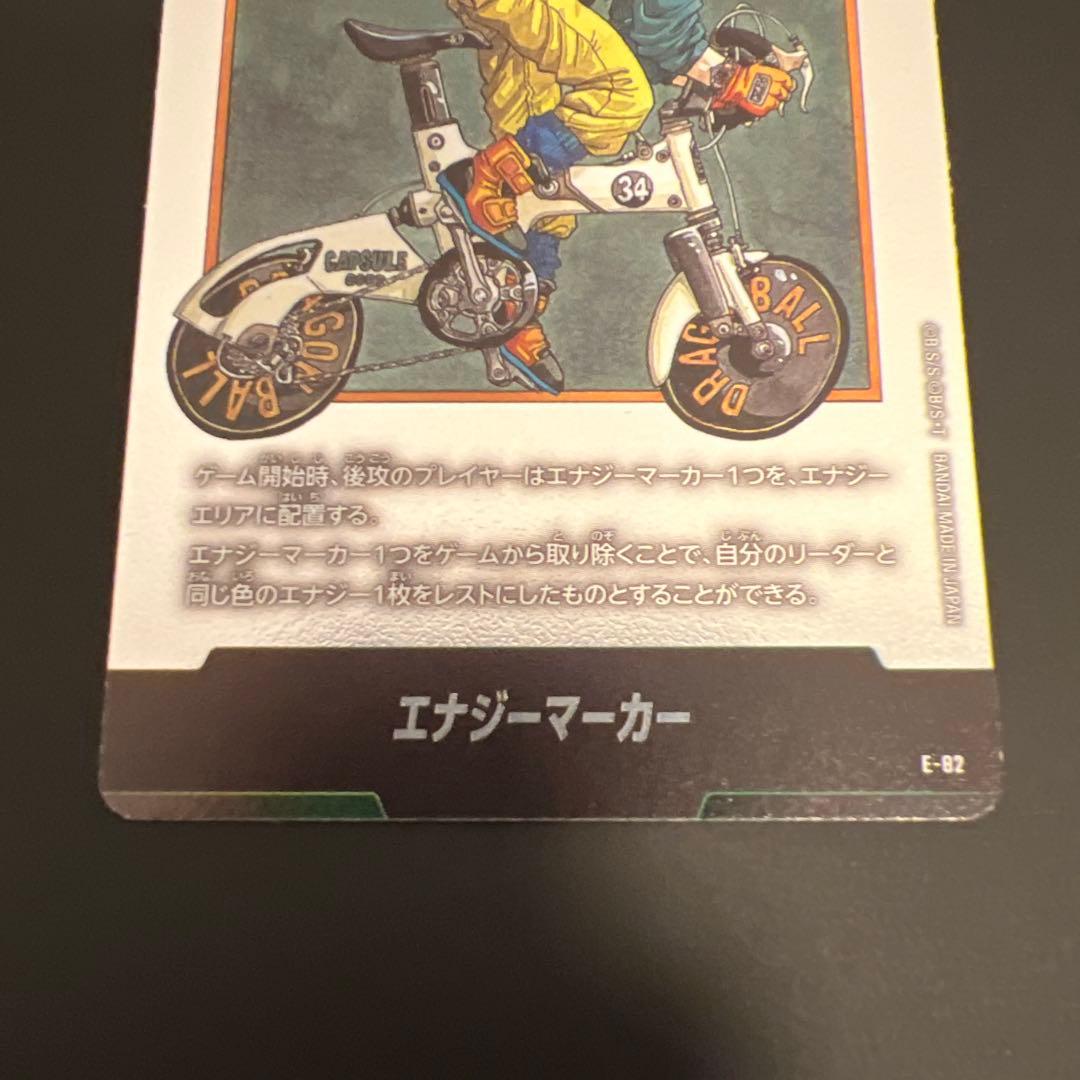 34
CAPSULE
DRAGON BALL
DRAGON BALL
ゲーム開始時、後攻のプレイヤーはエナジーマーカー1つを、エナジー
エリアに配置する。
エナジーマーカー1つをゲームから取り除くことで、自分のリーダーと
同じ色のエナジー1枚をレストにしたものとすることができる。
©B/S/S ©B/S・T BANDAI MADE IN JAPAN
エナジーマーカー
E-82